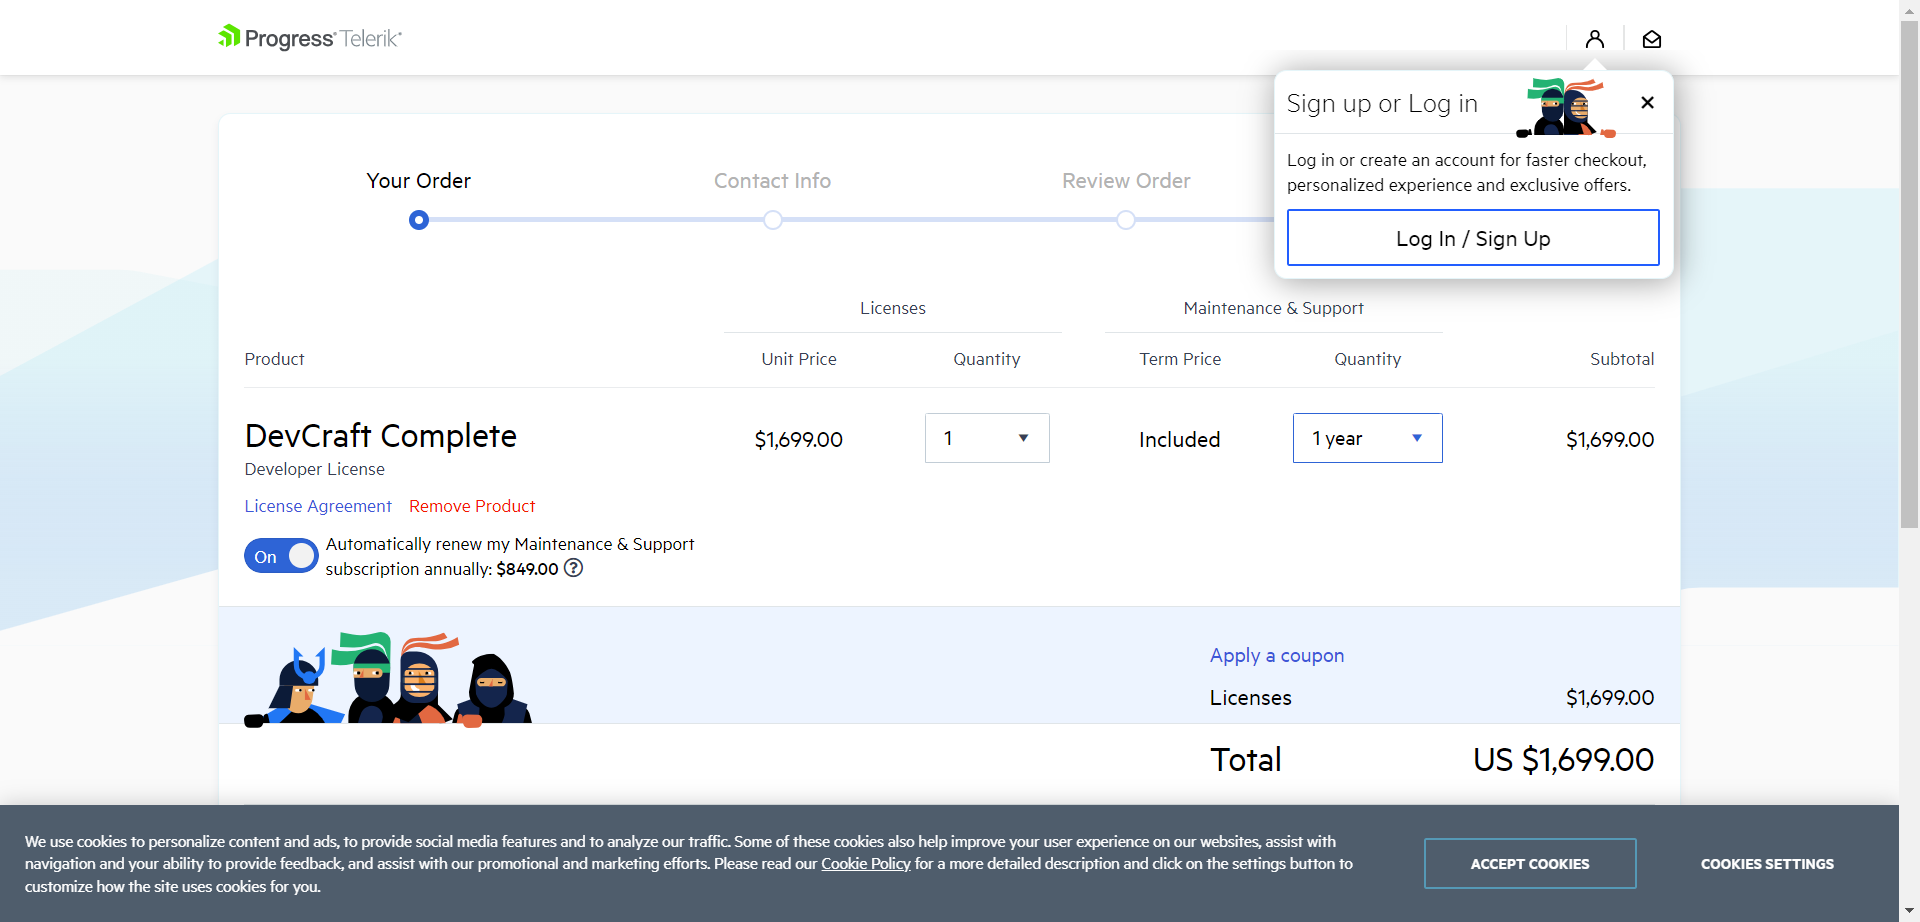 Progress Telerik
Sign up or Log in
Log in or create an account for faster checkout,
personalized experience and exclusive offers.
Log In / Sign Up
Your Order
Contact Info
Review Order
Licenses
Maintenance & Support
Product
Unit Price
Quantity
Term Price
Quantity
Subtotal
DevCraft Complete
$1,699.00
1
Included
1 year
$1,699.00
Developer License
License Agreement
Remove Product
On
Automatically renew my Maintenance & Support
subscription annually: $849.00
Apply a coupon
Licenses
$1,699.00
Total
US $1,699.00
We use cookies to personalize content and ads, to provide social media features and to analyze our traffic. Some of these cookies also help improve your user experience on our websites, assist with
navigation and your ability to provide feedback, and assist with our promotional and marketing efforts. Please read our Cookie Policy for a more detailed description and click on the settings button to
customize how the site uses cookies for you.
ACCEPT COOKIES
COOKIES SETTINGS